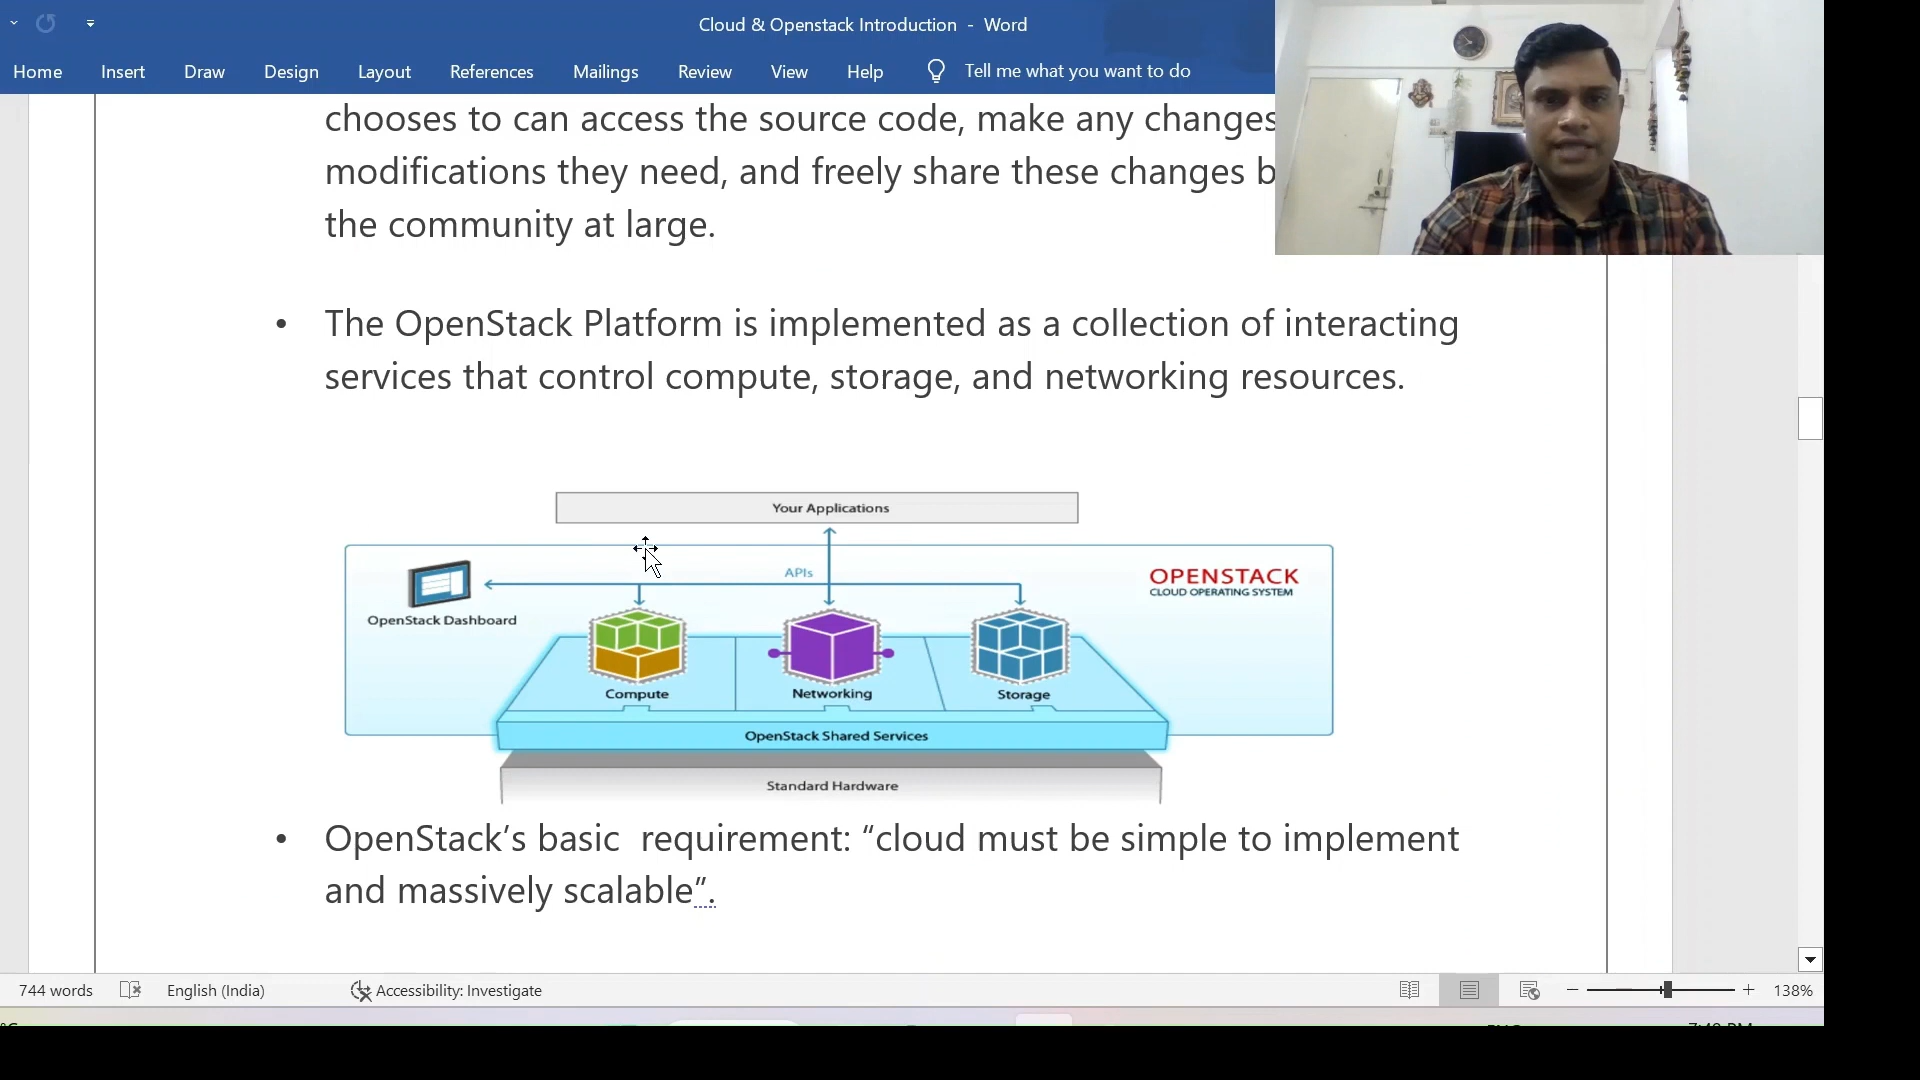 Cloud & Openstack Introduction - Word
Home Insert Draw Design Layout References Mailings Review View Help Tell me what you want to do
chooses to can access the source code, make any changes
modifications they need, and freely share these changes b
the community at large.
• The OpenStack Platform is implemented as a collection of interacting
services that control compute, storage, and networking resources.
Your Applications
APIs
OPENSTACK
CLOUD OPERATING SYSTEM
OpenStack Dashboard
Compute Networking Storage
OpenStack Shared Services
Standard Hardware
• OpenStack’s basic  requirement: “cloud must be simple to implement
and massively scalable”.
744 words English (India) Accessibility: Investigate 138%